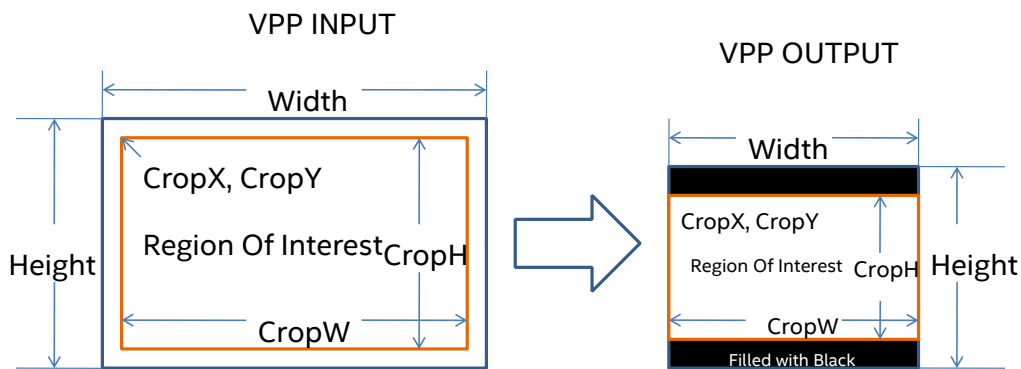 VPP INPUT
Width
CropX, CropY
Region Of Interest
CropH
Height
CropW
VPP OUTPUT
Width
CropX, CropY
Region Of Interest
CropH
Height
CropW
Filled with Black